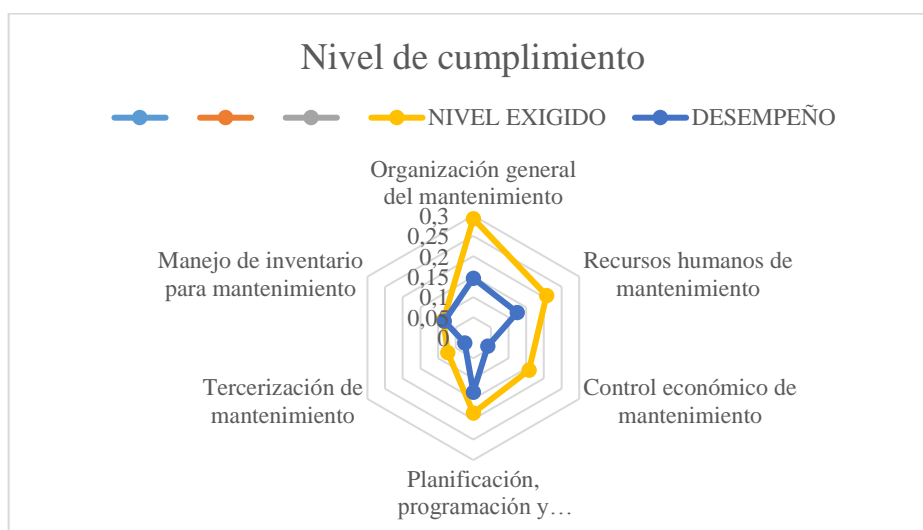 Nivel de cumplimiento
NIVEL EXIGIDO
DESEMPEÑO
Organización general
del mantenimiento
Recursos humanos de
mantenimiento
Control económico de
mantenimiento
Planificación,
programación y…
Tercerización de
mantenimiento
Manejo de inventario
para mantenimiento
0,3
0,25
0,2
0,15
0,1
0,05
0